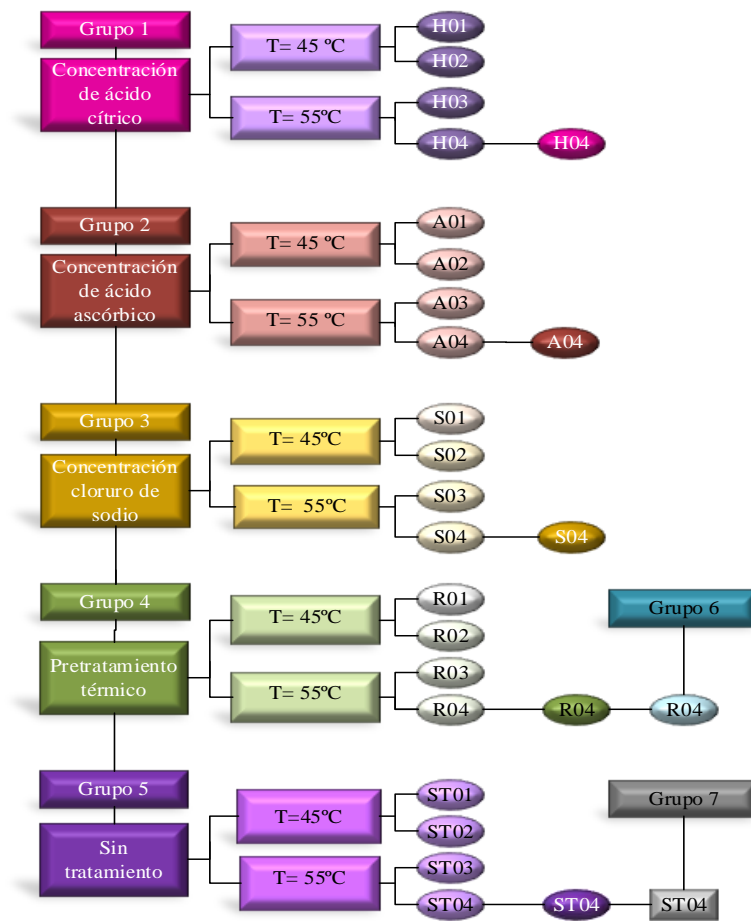 Grupo 1
Concentración
de ácido
cítrico
T= 45 ºC
H01
H02
T= 55ºC
H03
H04
H04
Grupo 2
Concentración
de ácido
ascórbico
T= 45 ºC
A01
A02
T= 55 ºC
A03
A04
A04
Grupo 3
Concentración
cloruro de
sodio
T= 45ºC
S01
S02
T=  55ºC
S03
S04
S04
Grupo 4
Pretratamiento
térmico
T= 45ºC
R01
R02
T= 55ºC
R03
R04
R04
R04
Grupo 6
Grupo 5
Sin
tratamiento
T=45ºC
ST01
ST02
T= 55ºC
ST03
ST04
ST04
ST04
Grupo 7